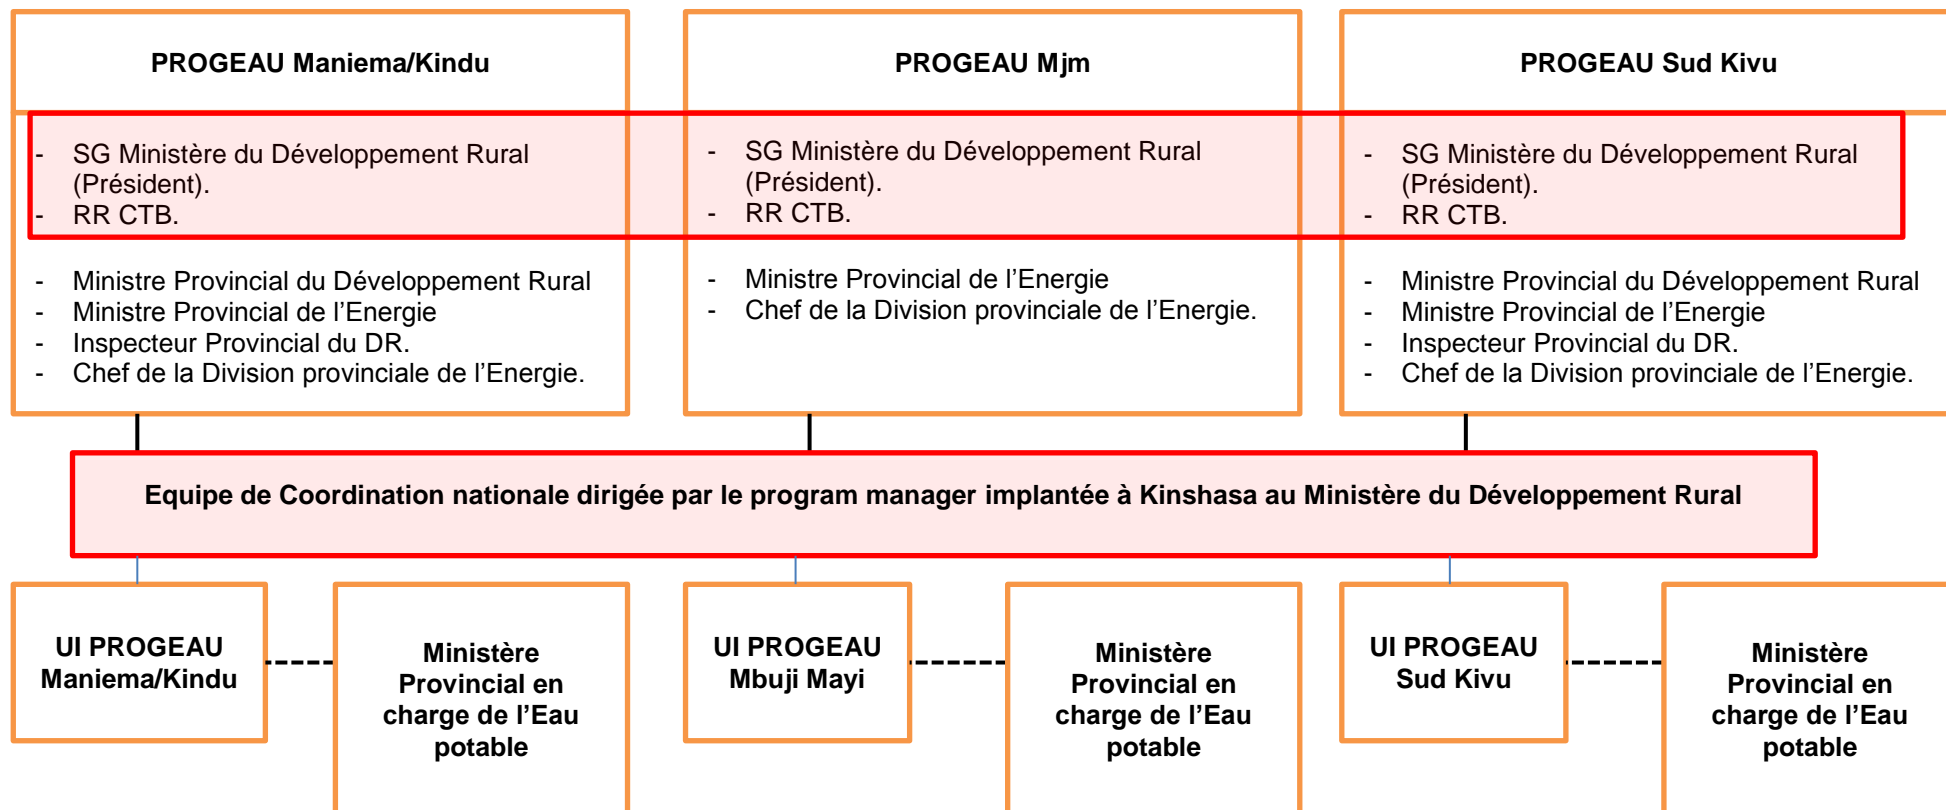 PROGEAU Maniema/Kindu
- SG Ministère du Développement Rural
(Président).
- RR CTB.
- Ministre Provincial du Développement Rural
- Ministre Provincial de l’Energie
- Inspecteur Provincial du DR.
- Chef de la Division provinciale de l’Energie.
PROGEAU Mjm
- SG Ministère du Développement Rural
(Président).
- RR CTB.
- Ministre Provincial de l’Energie
- Chef de la Division provinciale de l’Energie.
PROGEAU Sud Kivu
- SG Ministère du Développement Rural
(Président).
- RR CTB.
- Ministre Provincial du Développement Rural
- Ministre Provincial de l’Energie
- Inspecteur Provincial du DR.
- Chef de la Division provinciale de l’Energie.
Equipe de Coordination nationale dirigée par le program manager implantée à Kinshasa au Ministère du Développement Rural
UI PROGEAU
Maniema/Kindu
Ministère
Provincial en
charge de l’Eau
potable
UI PROGEAU
Mbuji Mayi
Ministère
Provincial en
charge de l’Eau
potable
UI PROGEAU
Sud Kivu
Ministère
Provincial en
charge de l’Eau
potable